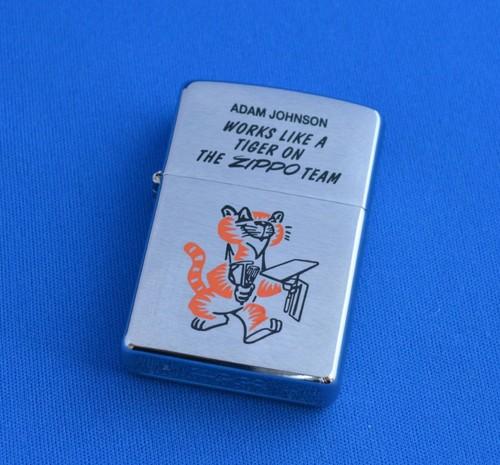 ADAM JOHNSON
WORKS LIKE A
TIGER ON
THE ZIPPO TEAM